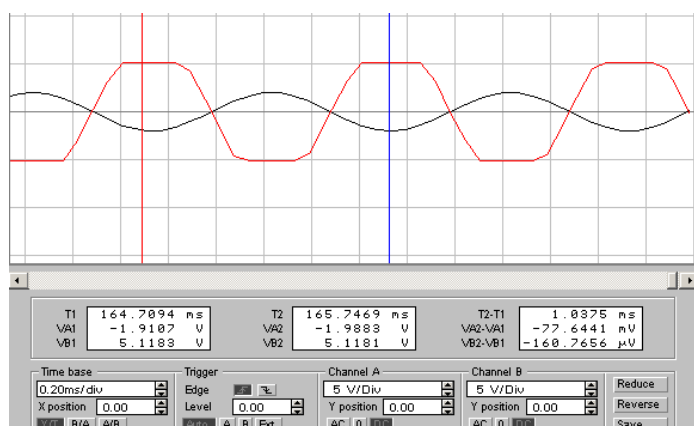 T1 164.7094 ms T2 165.7469 ms T2-T1 1.0375 ms
VA1 -1.9107 V VA2 -1.9883 V VA2-VA1 -77.6441 mV
VB1 5.1183 V VB2 5.1181 V VB2-VB1 -160.7656 µV
Time base Trigger Channel A Channel B
0.20ms/div Edge 5 V/Div 5 V/Div Reduce
X position 0.00 Level 0.00 Y position 0.00 Y position 0.00 Reverse
Y/T B/A A/B Auto A B Ext AC 0 DC AC 0 DC Save